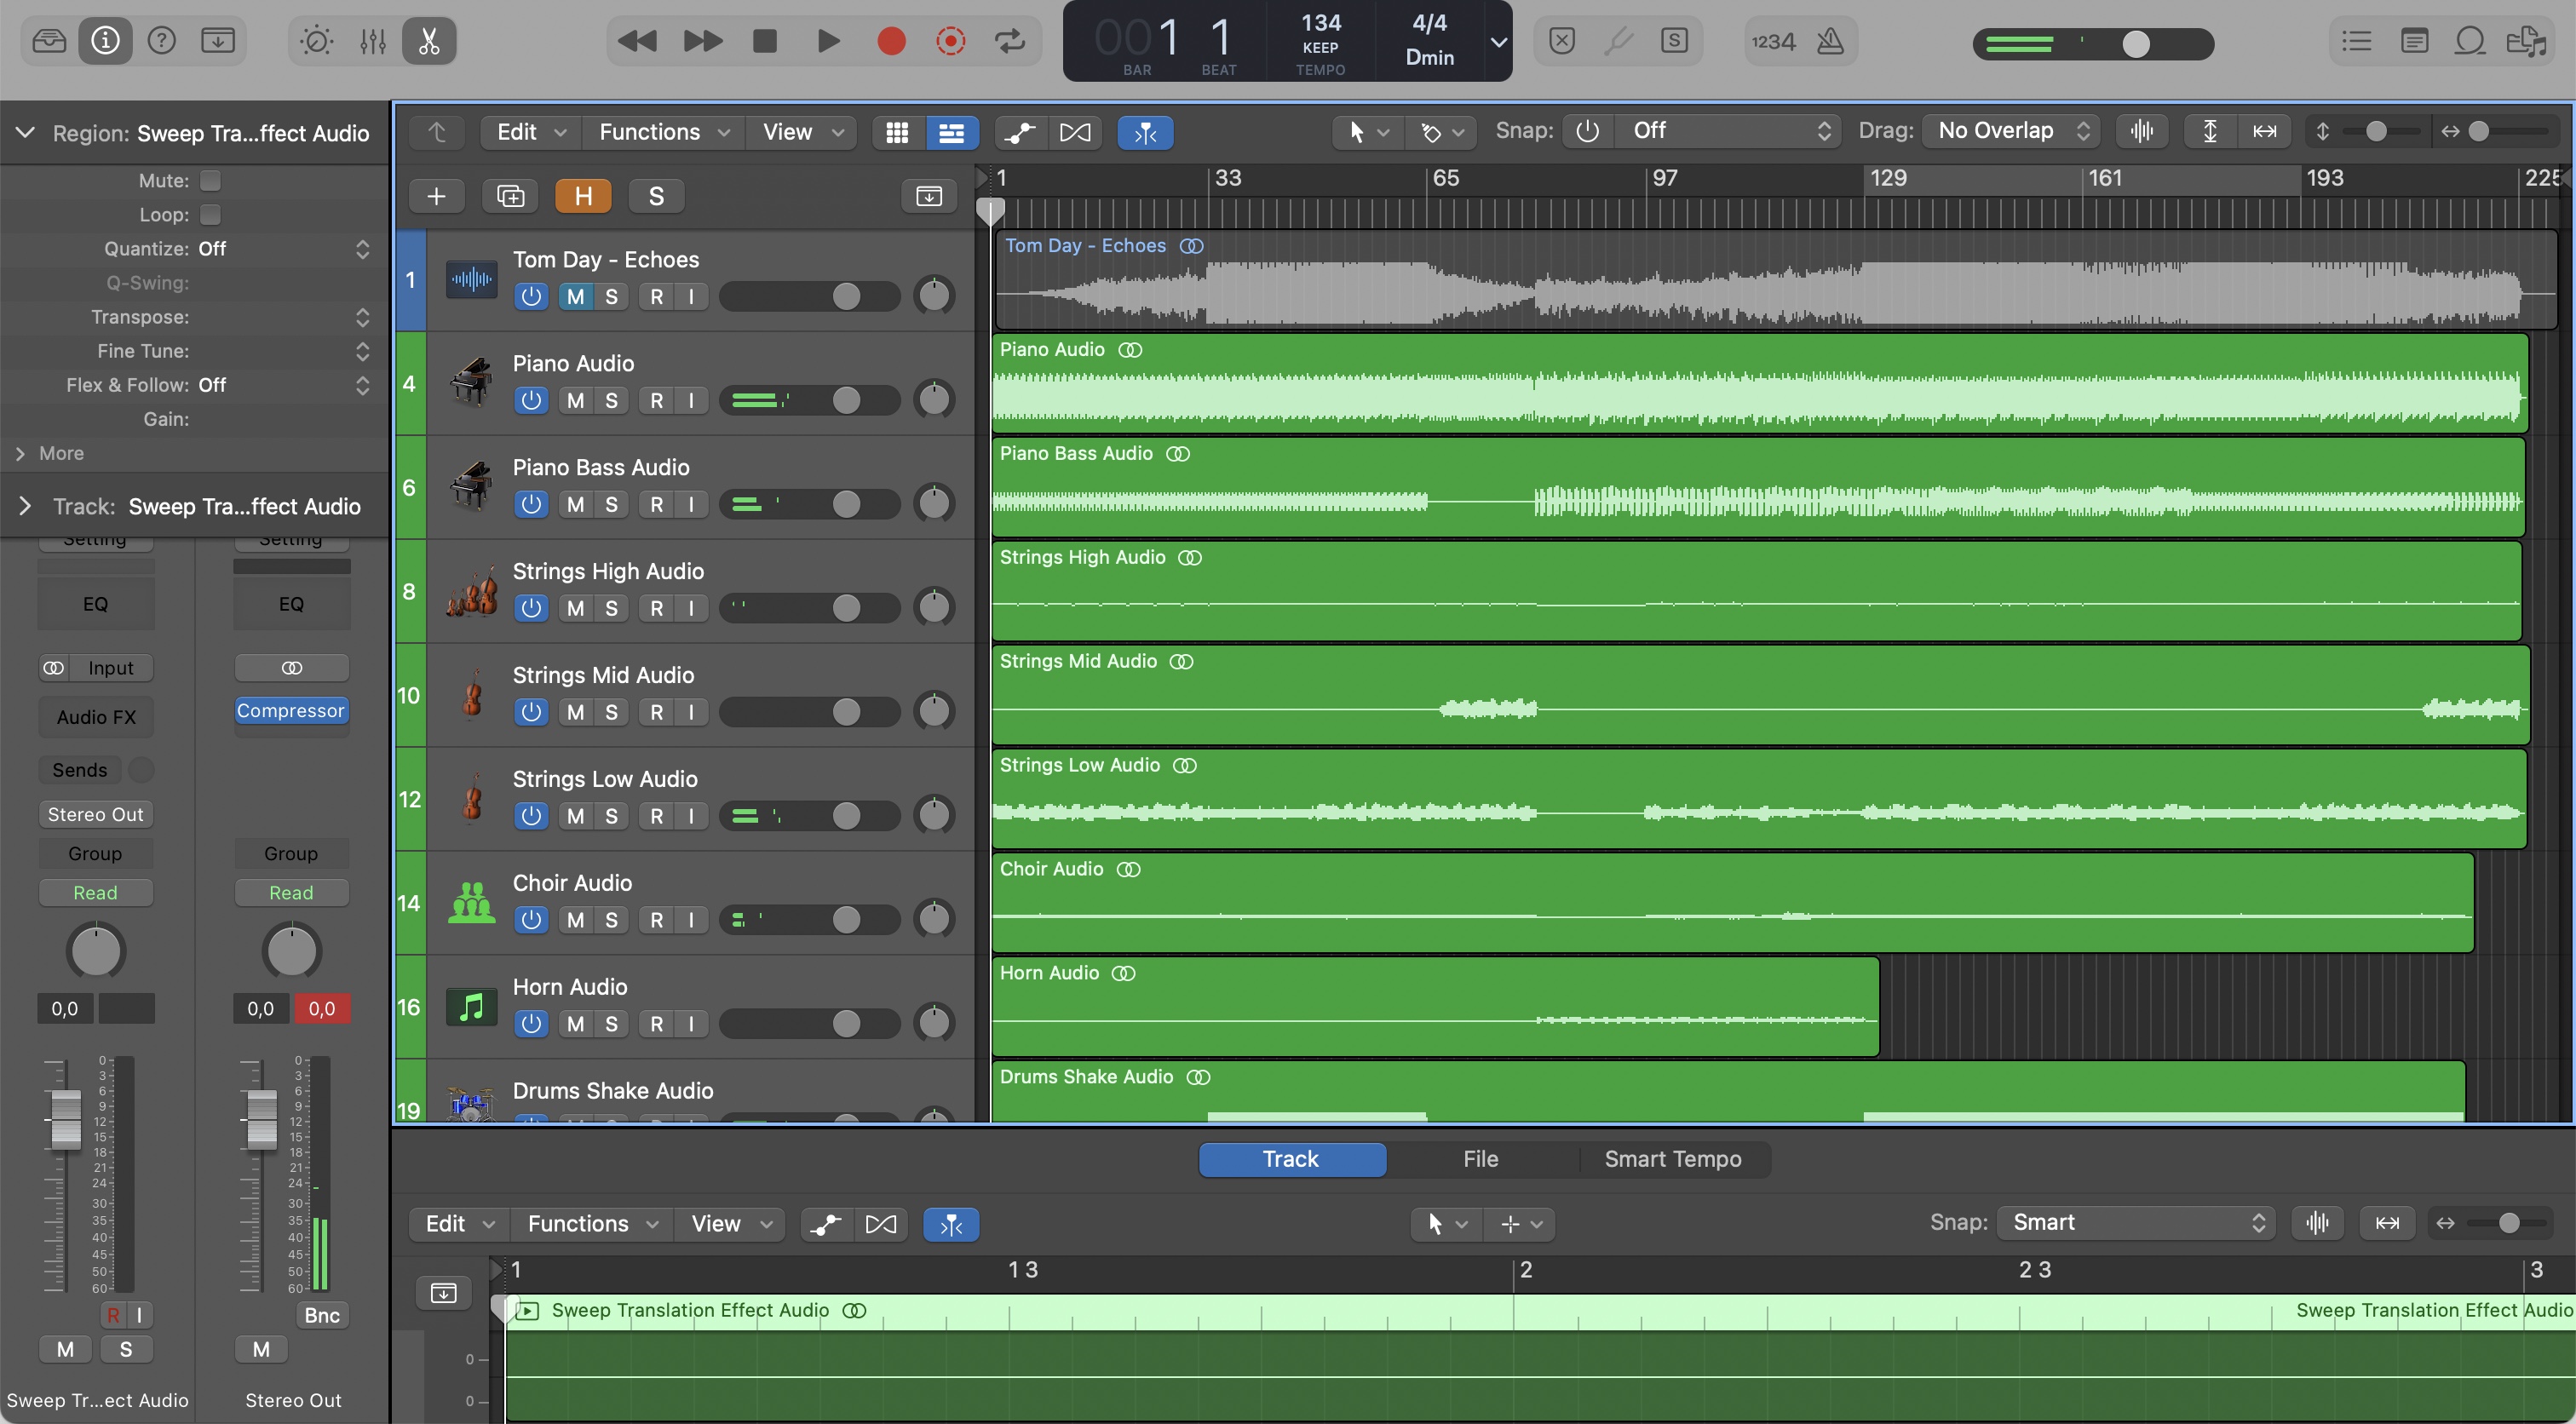 001 1 134 4/4
KEEP Dmin
BAR BEAT TEMPO
S 1234
Region: Sweep Tra...ffect Audio
Mute:
Loop:
Quantize: Off
Q-Swing:
Transpose:
Fine Tune:
Flex & Follow: Off
Gain:
More
Track: Sweep Tra...ffect Audio
Setting Setting
EQ EQ
Input
Audio FX Compressor
Sends
Stereo Out
Group Group
Read Read
0,0 0,0 0,0
0 3 6 9 12 15 18 21 24 30 35 40 45 50 60
0 3 6 9 12 15 18 21 24 30 35 40 45 50 60
R I Bnc
M S M
Sweep Tr...ect Audio Stereo Out
Edit Functions View Snap: Off Drag: No Overlap
H S
1 33 65 97 129 161 193 225
1 Tom Day - Echoes
M S R I
Tom Day - Echoes
4 Piano Audio
M S R I
Piano Audio
6 Piano Bass Audio
M S R I
Piano Bass Audio
8 Strings High Audio
M S R I
Strings High Audio
10 Strings Mid Audio
M S R I
Strings Mid Audio
12 Strings Low Audio
M S R I
Strings Low Audio
14 Choir Audio
M S R I
Choir Audio
16 Horn Audio
M S R I
Horn Audio
19 Drums Shake Audio
Drums Shake Audio
Track File Smart Tempo
Edit Functions View Snap: Smart
1 1 3 2 2 3 3
Sweep Translation Effect Audio Sweep Translation Effect Audio
0
0